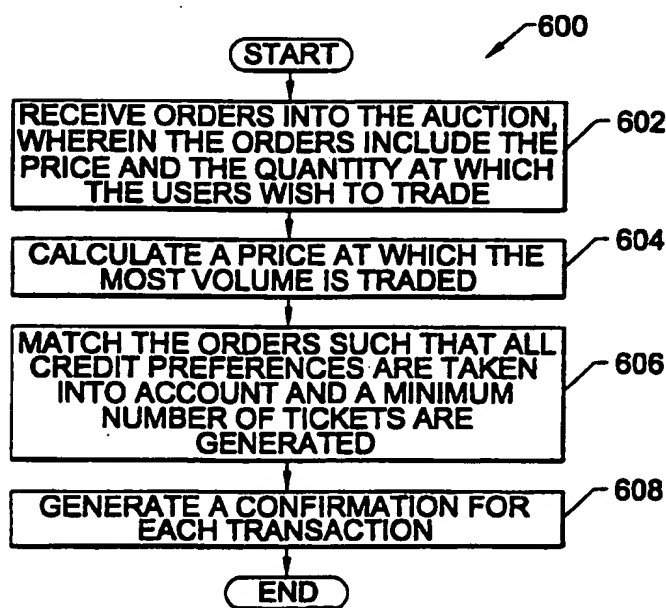 600
START
RECEIVE ORDERS INTO THE AUCTION,
WHEREIN THE ORDERS INCLUDE THE
PRICE AND THE QUANTITY AT WHICH
THE USERS WISH TO TRADE
602
CALCULATE A PRICE AT WHICH THE
MOST VOLUME IS TRADED
604
MATCH THE ORDERS SUCH THAT ALL
CREDIT PREFERENCES ARE TAKEN
INTO ACCOUNT AND A MINIMUM
NUMBER OF TICKETS ARE
GENERATED
606
GENERATE A CONFIRMATION FOR
EACH TRANSACTION
608
END